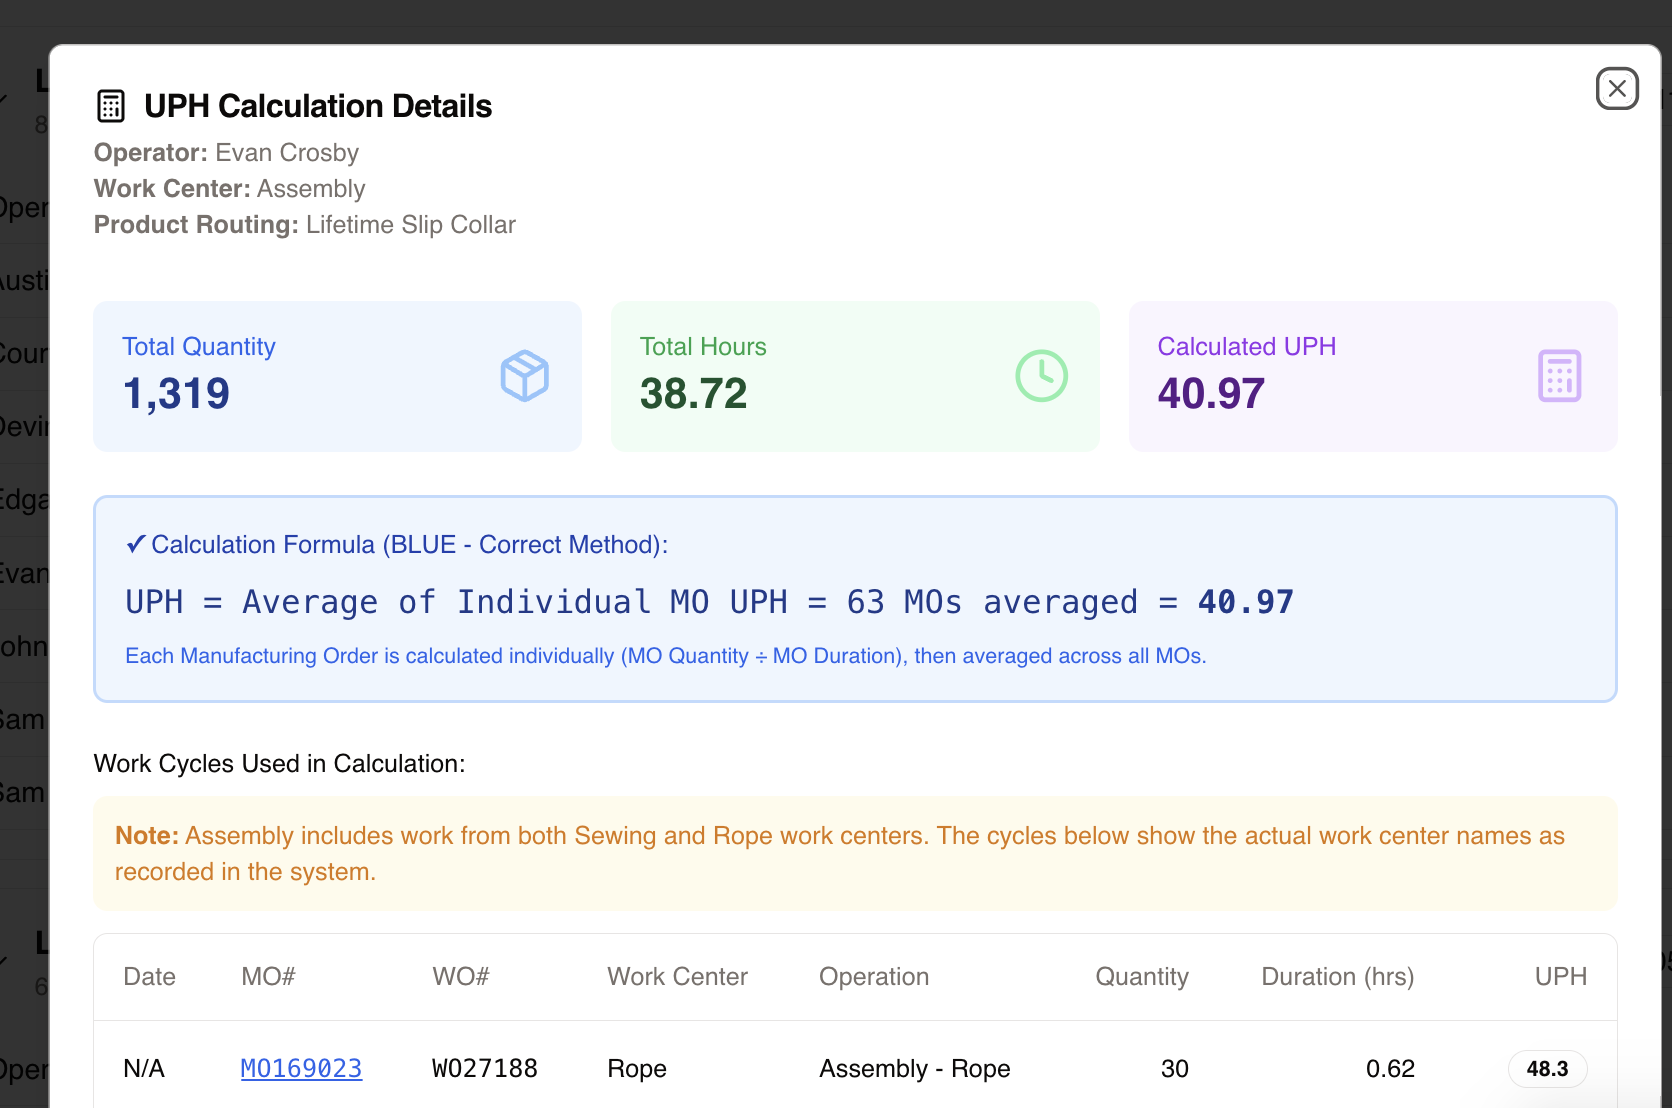 UPH Calculation Details
Operator: Evan Crosby
Work Center: Assembly
Product Routing: Lifetime Slip Collar
Total Quantity
1,319
Total Hours
38.72
Calculated UPH
40.97
✓ Calculation Formula (BLUE - Correct Method):
UPH = Average of Individual MO UPH = 63 MOs averaged = 40.97
Each Manufacturing Order is calculated individually (MO Quantity ÷ MO Duration), then averaged across all MOs.
Work Cycles Used in Calculation:
Note: Assembly includes work from both Sewing and Rope work centers. The cycles below show the actual work center names as
recorded in the system.
Date MO# WO# Work Center Operation Quantity Duration (hrs) UPH
N/A MO169023 WO27188 Rope Assembly - Rope 30 0.62 48.3